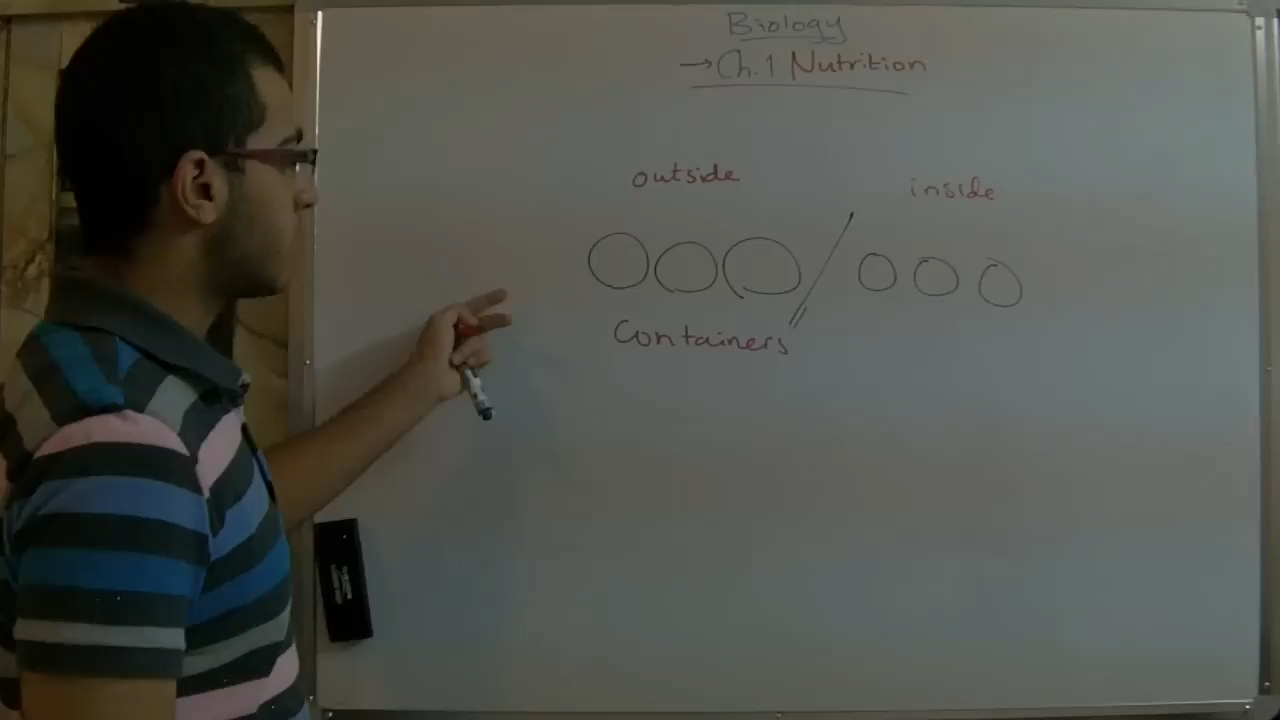 Biology
→ Ch.1 Nutrition
outside
inside
Containers